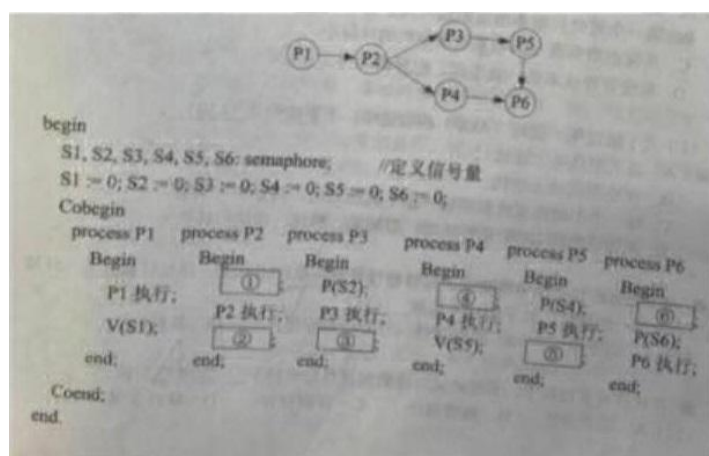 P1 P2 P3 P5
P4 P6
begin
S1, S2, S3, S4, S5, S6: semaphore; //定义信号量
S1 := 0; S2 := 0; S3 := 0; S4 := 0; S5 := 0; S6 := 0;
Cobegin
process P1 process P2 process P3 process P4 process P5 process P6
Begin Begin Begin Begin Begin Begin
① P(S2); ④ P(S4); ⑥
P1 执行; P2 执行; P3 执行; P4 执行; P5 执行; P(S6);
V(S1); ②; ③; V(S5); ⑤; P6 执行;
end; end; end; end; end; end;
Coend;
end.